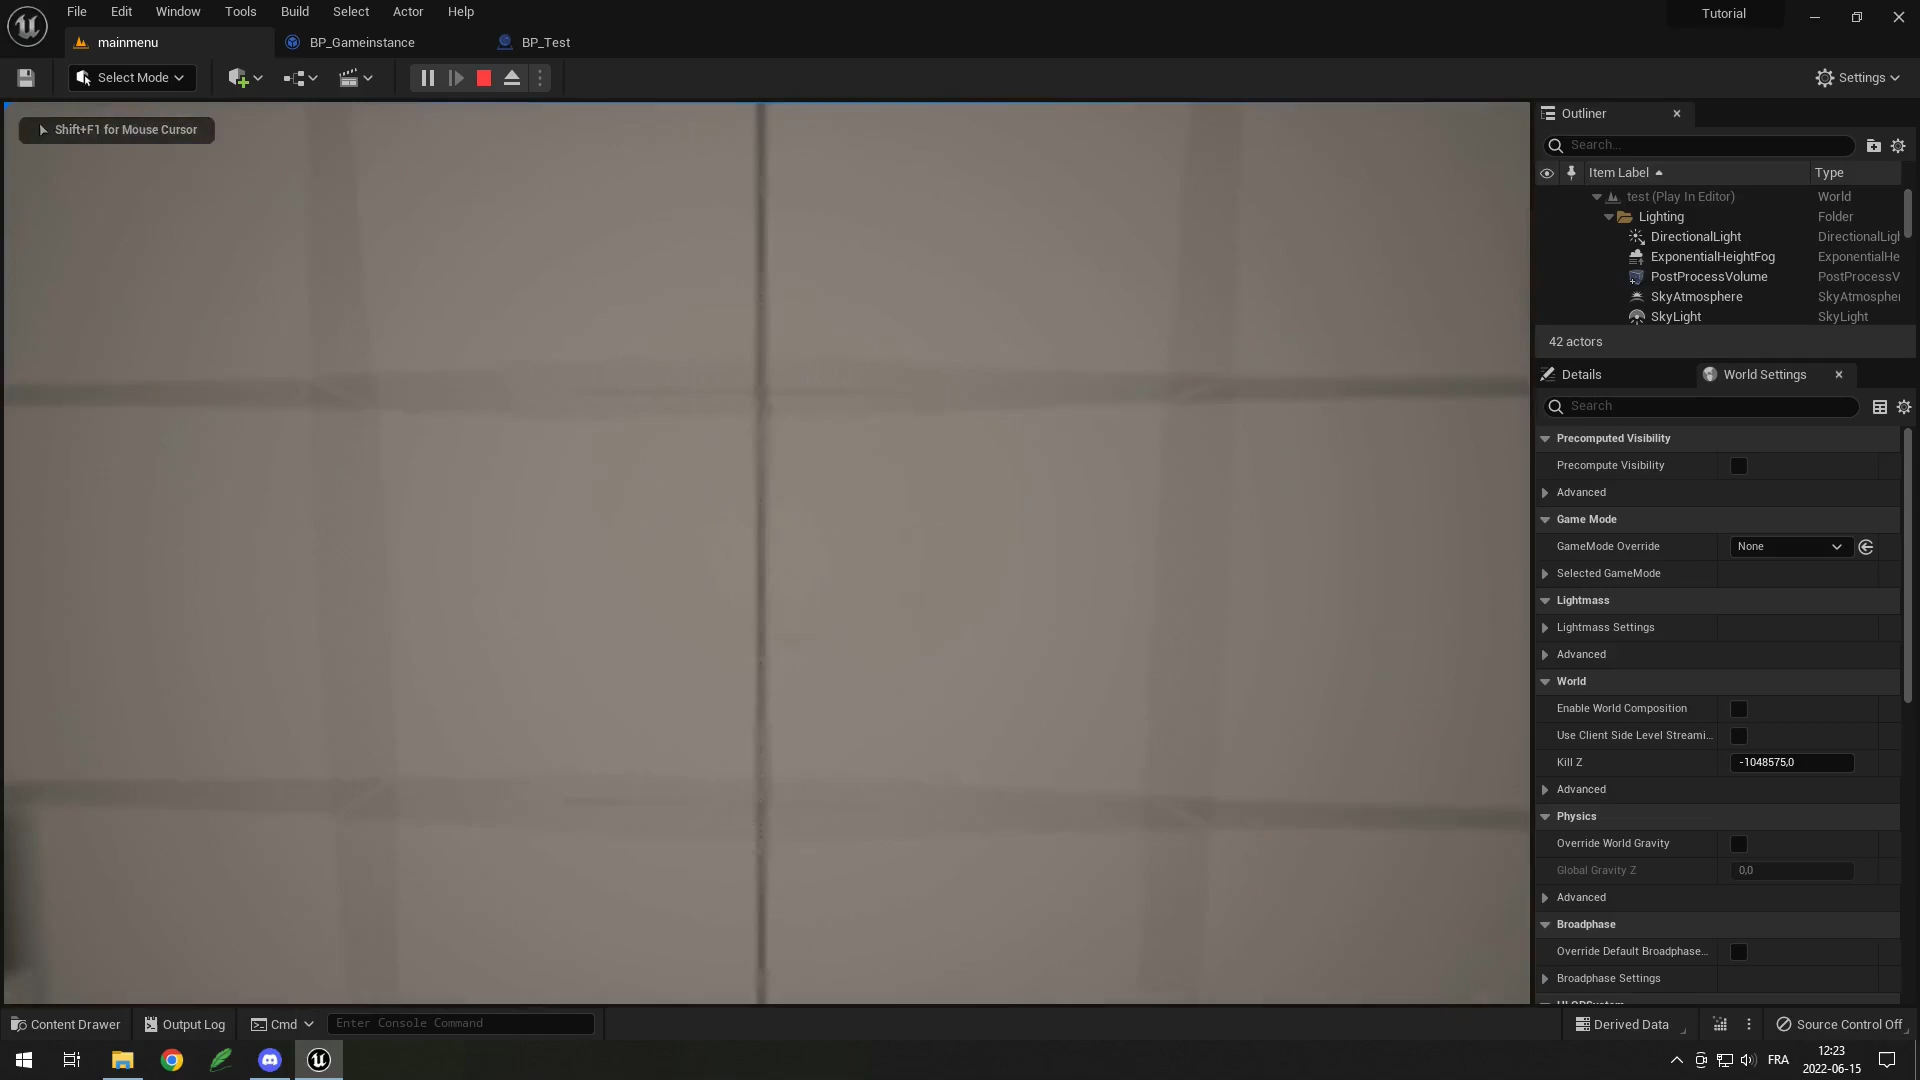 File Edit Window Tools Build Select Actor Help
Tutorial
mainmenu
BP_Gameinstance
BP_Test
Select Mode
Settings
Shift+F1 for Mouse Cursor
Outliner
Search...
Item Label Type
test (Play In Editor) World
Lighting Folder
DirectionalLight DirectionalLigh
ExponentialHeightFog ExponentialHe
PostProcessVolume PostProcessV
SkyAtmosphere SkyAtmospher
SkyLight SkyLight
42 actors
Details
World Settings
Search
Precomputed Visibility
Precompute Visibility
Advanced
Game Mode
GameMode Override None
Selected GameMode
Lightmass
Lightmass Settings
Advanced
World
Enable World Composition
Use Client Side Level Streami...
Kill Z -1048575,0
Advanced
Physics
Override World Gravity
Global Gravity Z 0,0
Advanced
Broadphase
Override Default Broadphase...
Broadphase Settings
Content Drawer Output Log Cmd Enter Console Command
Derived Data Source Control Off
FRA
12:23
2022-06-15